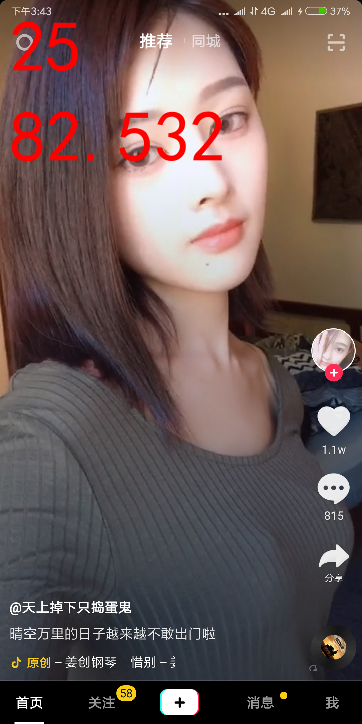 下午3:43
... 4G 37%
25
推荐 同城
82.532
1.1w
815
分享
@天上掉下只捣蛋鬼
晴空万里的日子越来越不敢出门啦
原创 - 姜创钢琴 惜别 -
首页 关注 58 + 消息 我